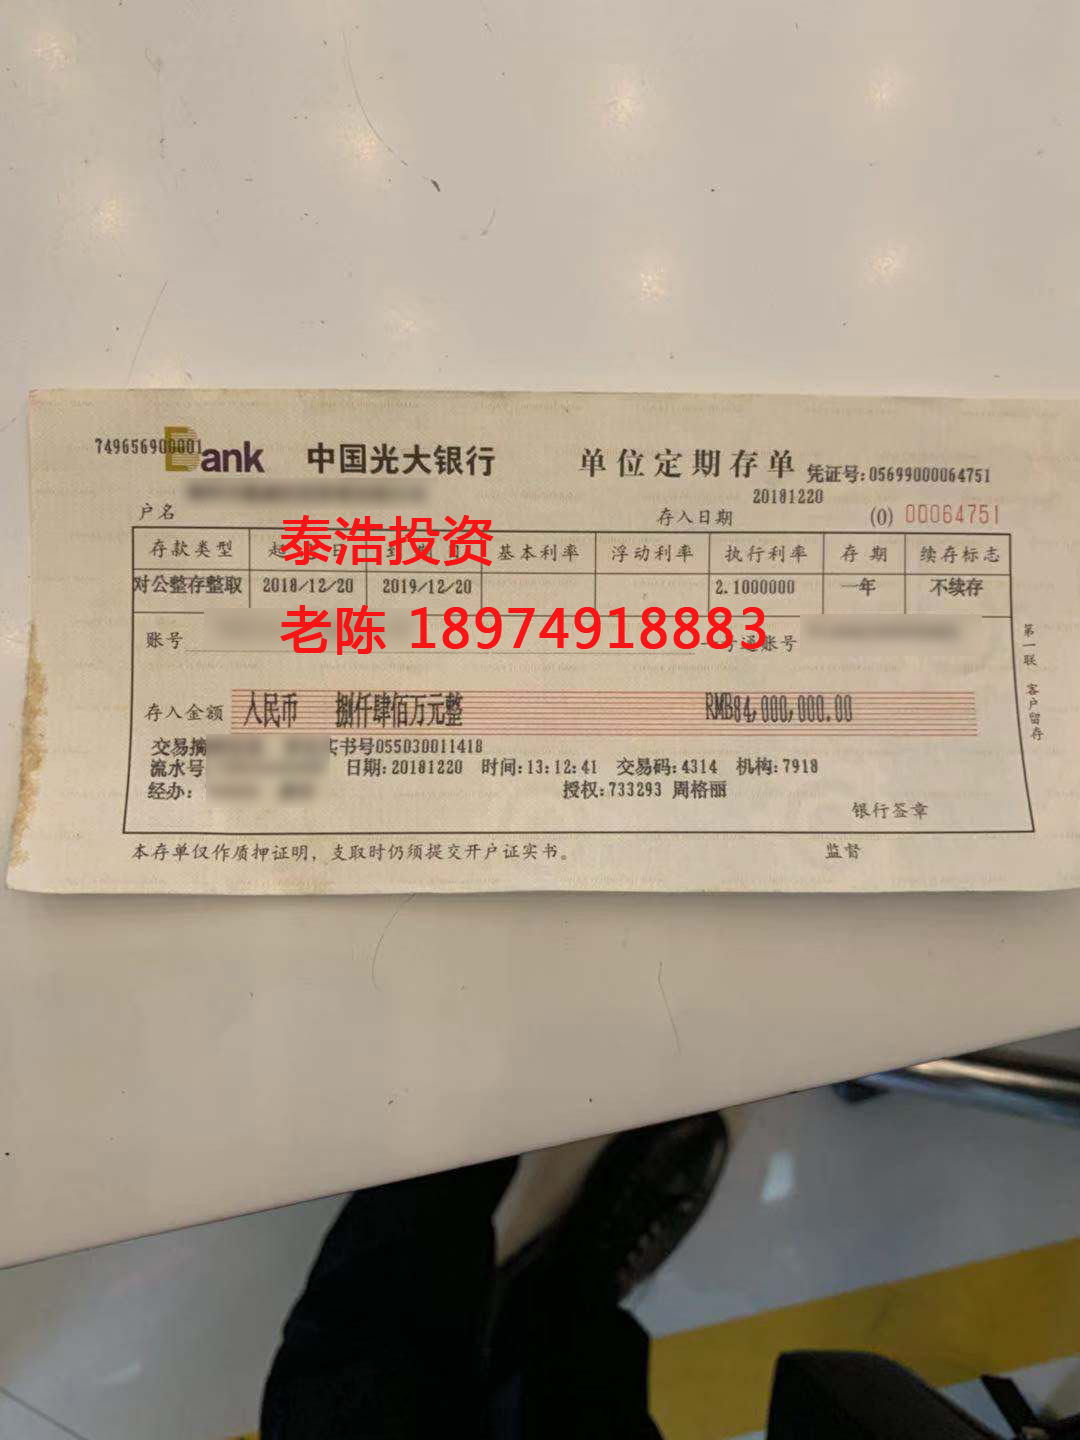 749656900001
Bank 中国光大银行 单位定期存单 凭证号:05699000064751
20181220
户名 存入日期 (0) 00064751
泰浩投资
存款类型 基本利率 浮动利率 执行利率 存期 续存标志
对公整存整取 2018/12/20 2019/12/20 2.1000000 一年 不续存
老陈 18974918883
账号 通账号
存入金额 人民币 捌仟肆佰万元整 RMB84,000,000.00
交易摘 实书号055030011418
流水号 日期:20181220 时间:13:12:41 交易码:4314 机构:7918
经办: 授权:733293 周格丽
银行签章
本存单仅作质押证明，支取时仍须提交开户证实书。 监督
第一联 客户留存